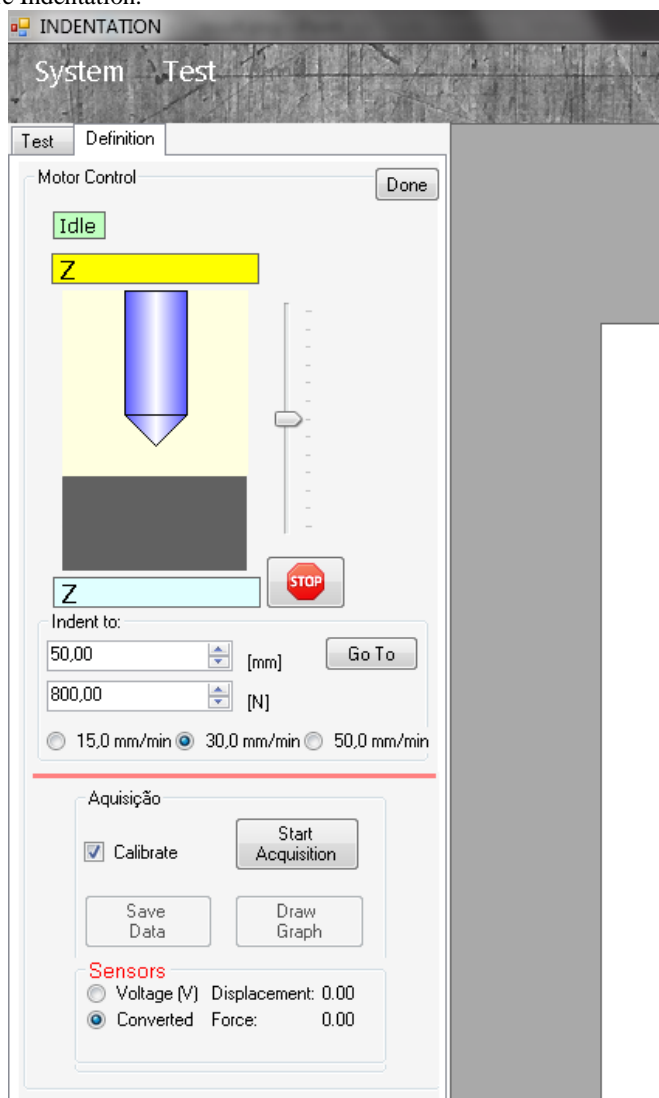 e Indentation.
INDENTATION
System Test
Test Definition
Motor Control
Done
Idle
Z
STOP
Z
Indent to:
50,00 [mm] Go To
800,00 [N]
15,0 mm/min 30,0 mm/min 50,0 mm/min
Aquisição
Calibrate
Start
Acquisition
Save
Data
Draw
Graph
Sensors
Voltage (V) Displacement: 0.00
Converted Force: 0.00